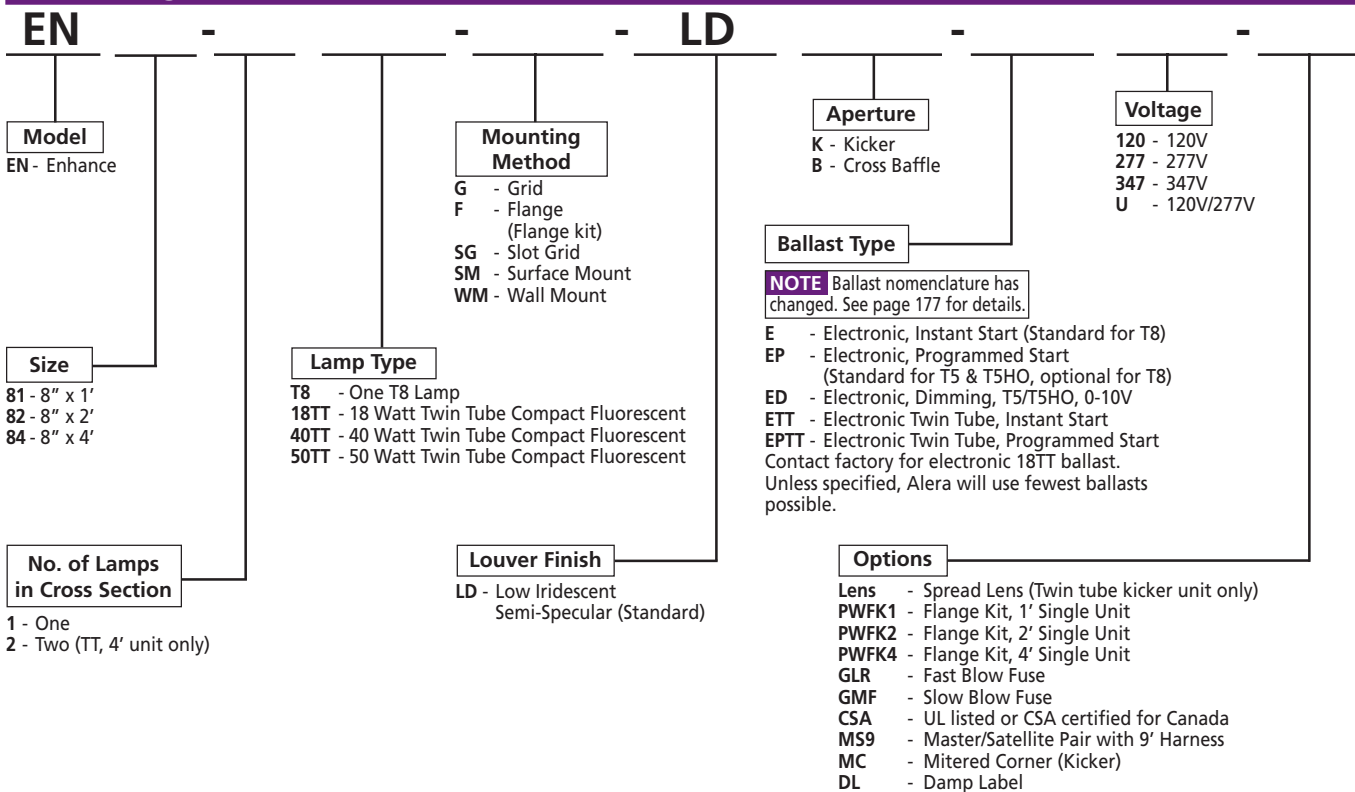 EN - - - LD - -
Model
EN - Enhance
Mounting
Method
G - Grid
F - Flange
(Flange kit)
SG - Slot Grid
SM - Surface Mount
WM - Wall Mount
Aperture
K - Kicker
B - Cross Baffle
Voltage
120 - 120V
277 - 277V
347 - 347V
U - 120V/277V
Ballast Type
NOTE Ballast nomenclature has
changed. See page 177 for details.
E - Electronic, Instant Start (Standard for T8)
EP - Electronic, Programmed Start
(Standard for T5 & T5HO, optional for T8)
ED - Electronic, Dimming, T5/T5HO, 0-10V
ETT - Electronic Twin Tube, Instant Start
EPTT - Electronic Twin Tube, Programmed Start
Contact factory for electronic 18TT ballast.
Unless specified, Alera will use fewest ballasts
possible.
Size
81 - 8” x 1’
82 - 8” x 2’
84 - 8” x 4’
Lamp Type
T8 - One T8 Lamp
18TT - 18 Watt Twin Tube Compact Fluorescent
40TT - 40 Watt Twin Tube Compact Fluorescent
50TT - 50 Watt Twin Tube Compact Fluorescent
No. of Lamps
in Cross Section
1 - One
2 - Two (TT, 4’ unit only)
Louver Finish
LD - Low Iridescent
Semi-Specular (Standard)
Options
Lens - Spread Lens (Twin tube kicker unit only)
PWFK1 - Flange Kit, 1’ Single Unit
PWFK2 - Flange Kit, 2’ Single Unit
PWFK4 - Flange Kit, 4’ Single Unit
GLR - Fast Blow Fuse
GMF - Slow Blow Fuse
CSA - UL listed or CSA certified for Canada
MS9 - Master/Satellite Pair with 9’ Harness
MC - Mitered Corner (Kicker)
DL - Damp Label